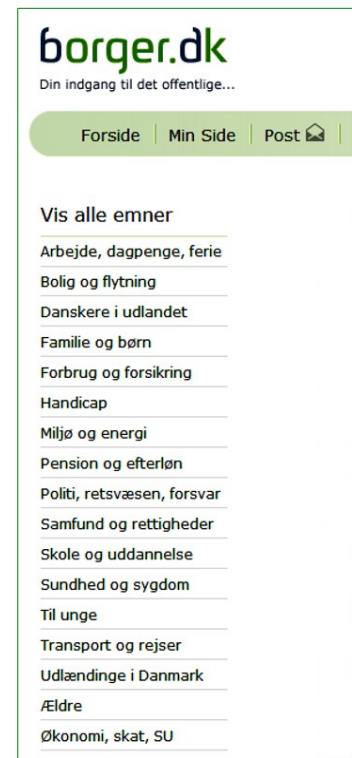 borger.dk
Din indgang til det offentlige...
Forside Min Side Post
Vis alle emner
Arbejde, dagpenge, ferie
Bolig og flytning
Danskere i udlandet
Familie og børn
Forbrug og forsikring
Handicap
Miljø og energi
Pension og efterløn
Politi, retsvæsen, forsvar
Samfund og rettigheder
Skole og uddannelse
Sundhed og sygdom
Til unge
Transport og rejser
Udlændinge i Danmark
Ældre
Økonomi, skat, SU